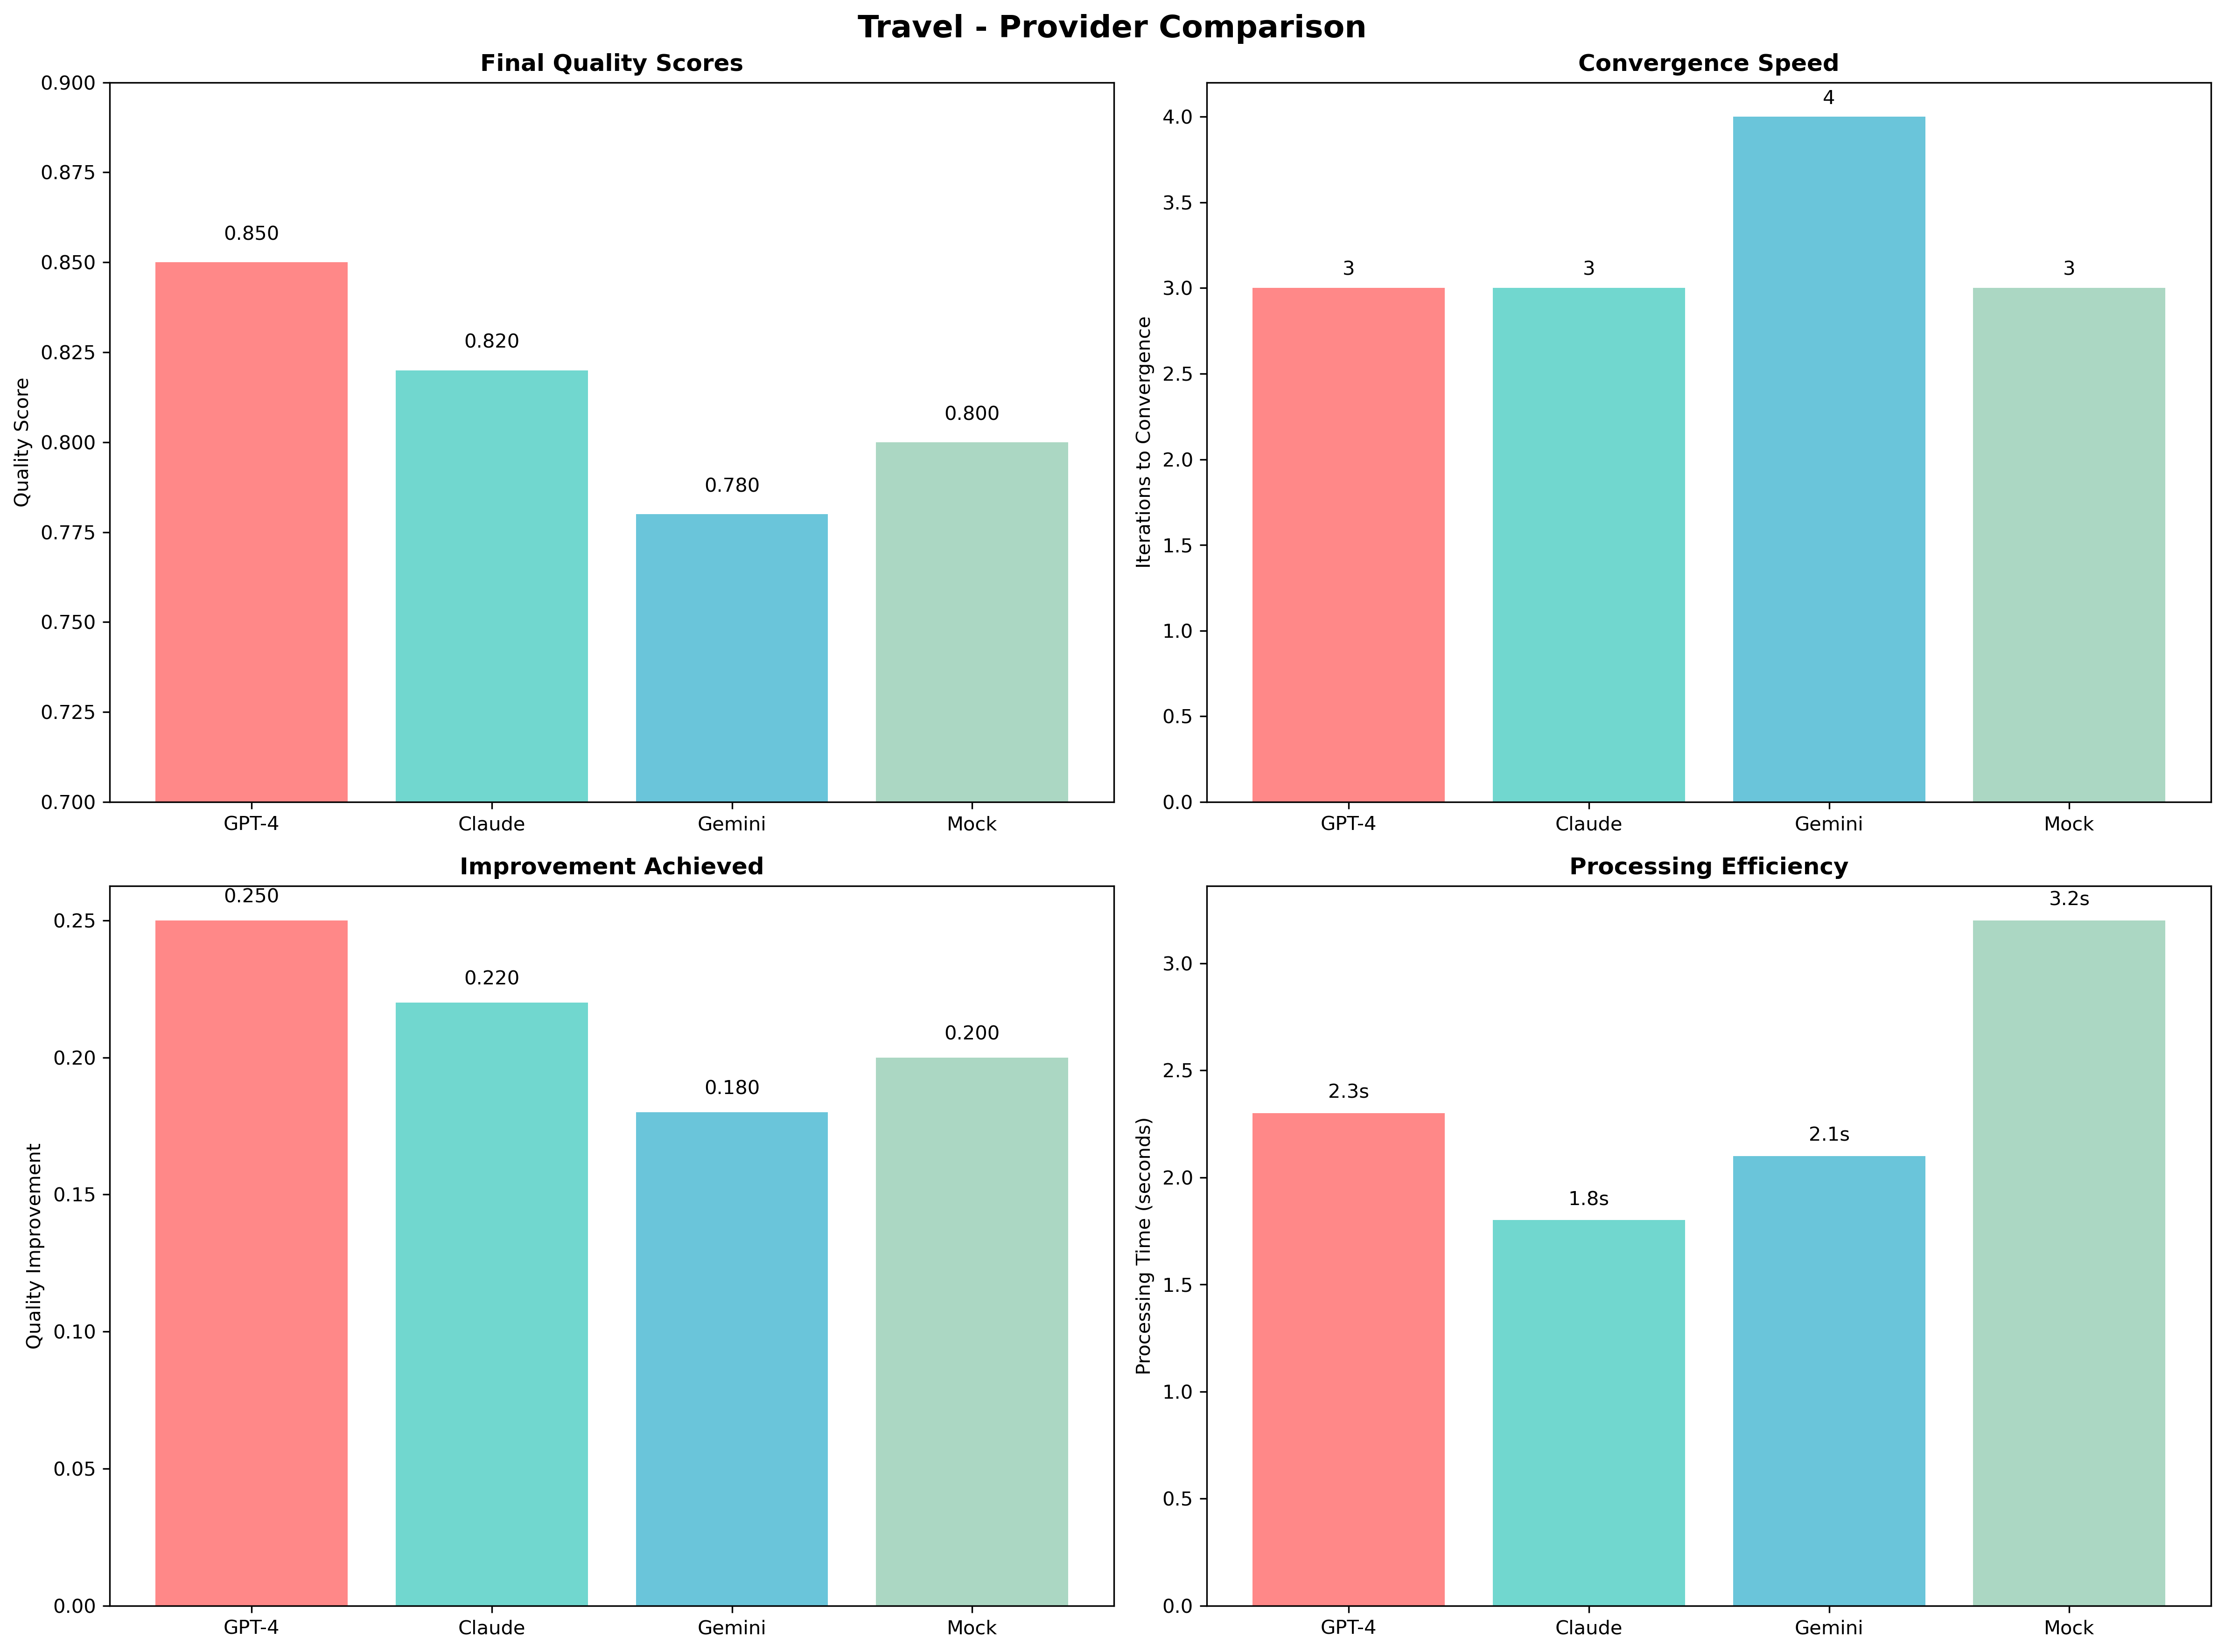 Travel - Provider Comparison
Final Quality Scores
Quality Score
0.900
0.875
0.850
0.825
0.800
0.775
0.750
0.725
0.700
0.850
0.820
0.780
0.800
GPT-4 Claude Gemini Mock
Convergence Speed
Iterations to Convergence
4.0
3.5
3.0
2.5
2.0
1.5
1.0
0.5
0.0
3
3
4
3
GPT-4 Claude Gemini Mock
Improvement Achieved
Quality Improvement
0.25
0.20
0.15
0.10
0.05
0.00
0.250
0.220
0.180
0.200
GPT-4 Claude Gemini Mock
Processing Efficiency
Processing Time (seconds)
3.0
2.5
2.0
1.5
1.0
0.5
0.0
2.3s
1.8s
2.1s
3.2s
GPT-4 Claude Gemini Mock